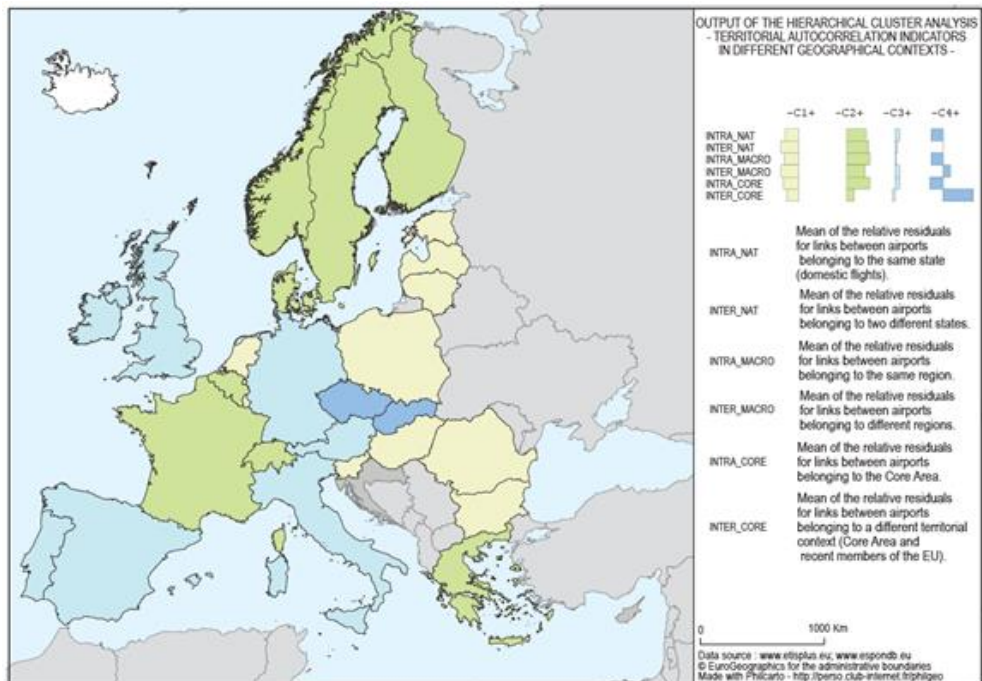 OUTPUT OF THE HIERARCHICAL CLUSTER ANALYSIS
- TERRITORIAL AUTOCORRELATION INDICATORS
IN DIFFERENT GEOGRAPHICAL CONTEXTS -
-C1+ -C2+ -C3+ -C4+
INTRA_NAT
INTER_NAT
INTRA_MACRO
INTER_MACRO
INTRA_CORE
INTER_CORE
INTRA_NAT
Mean of the relative residuals
for links between airports
belonging to the same state
(domestic flights).
INTER_NAT
Mean of the relative residuals
for links between airports
belonging to two different states.
INTRA_MACRO
Mean of the relative residuals
for links between airports
belonging to the same region.
INTER_MACRO
Mean of the relative residuals
for links between airports
belonging to different regions.
INTRA_CORE
Mean of the relative residuals
for links between airports
belonging to the Core Area.
INTER_CORE
Mean of the relative residuals
for links between airports
belonging to a different territorial
context (Core Area and
recent members of the EU).
0 1000 Km
Data source : www.etisplus.eu; www.espondb.eu
© EuroGeographics for the administrative boundaries
Made with Philcarto - http://perso.club-internet.fr/philgeo